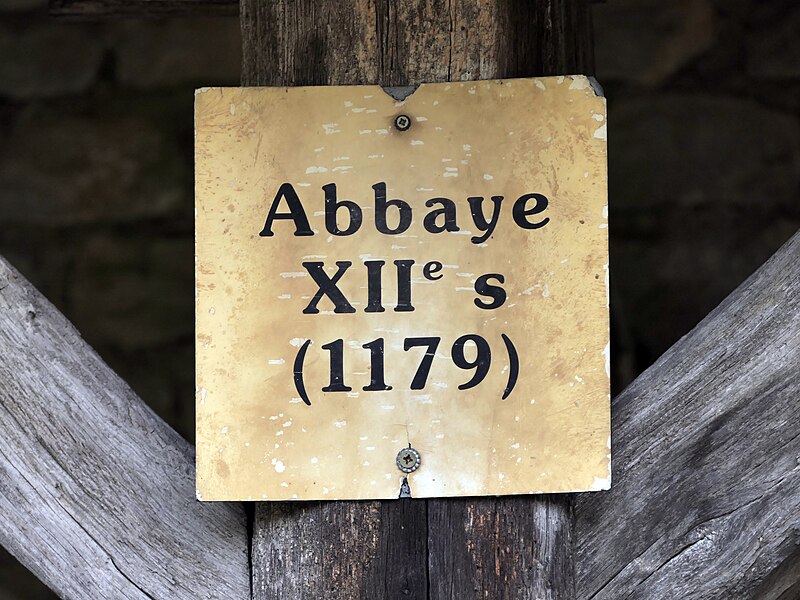 Abbaye
XIIᵉ s
(1179)